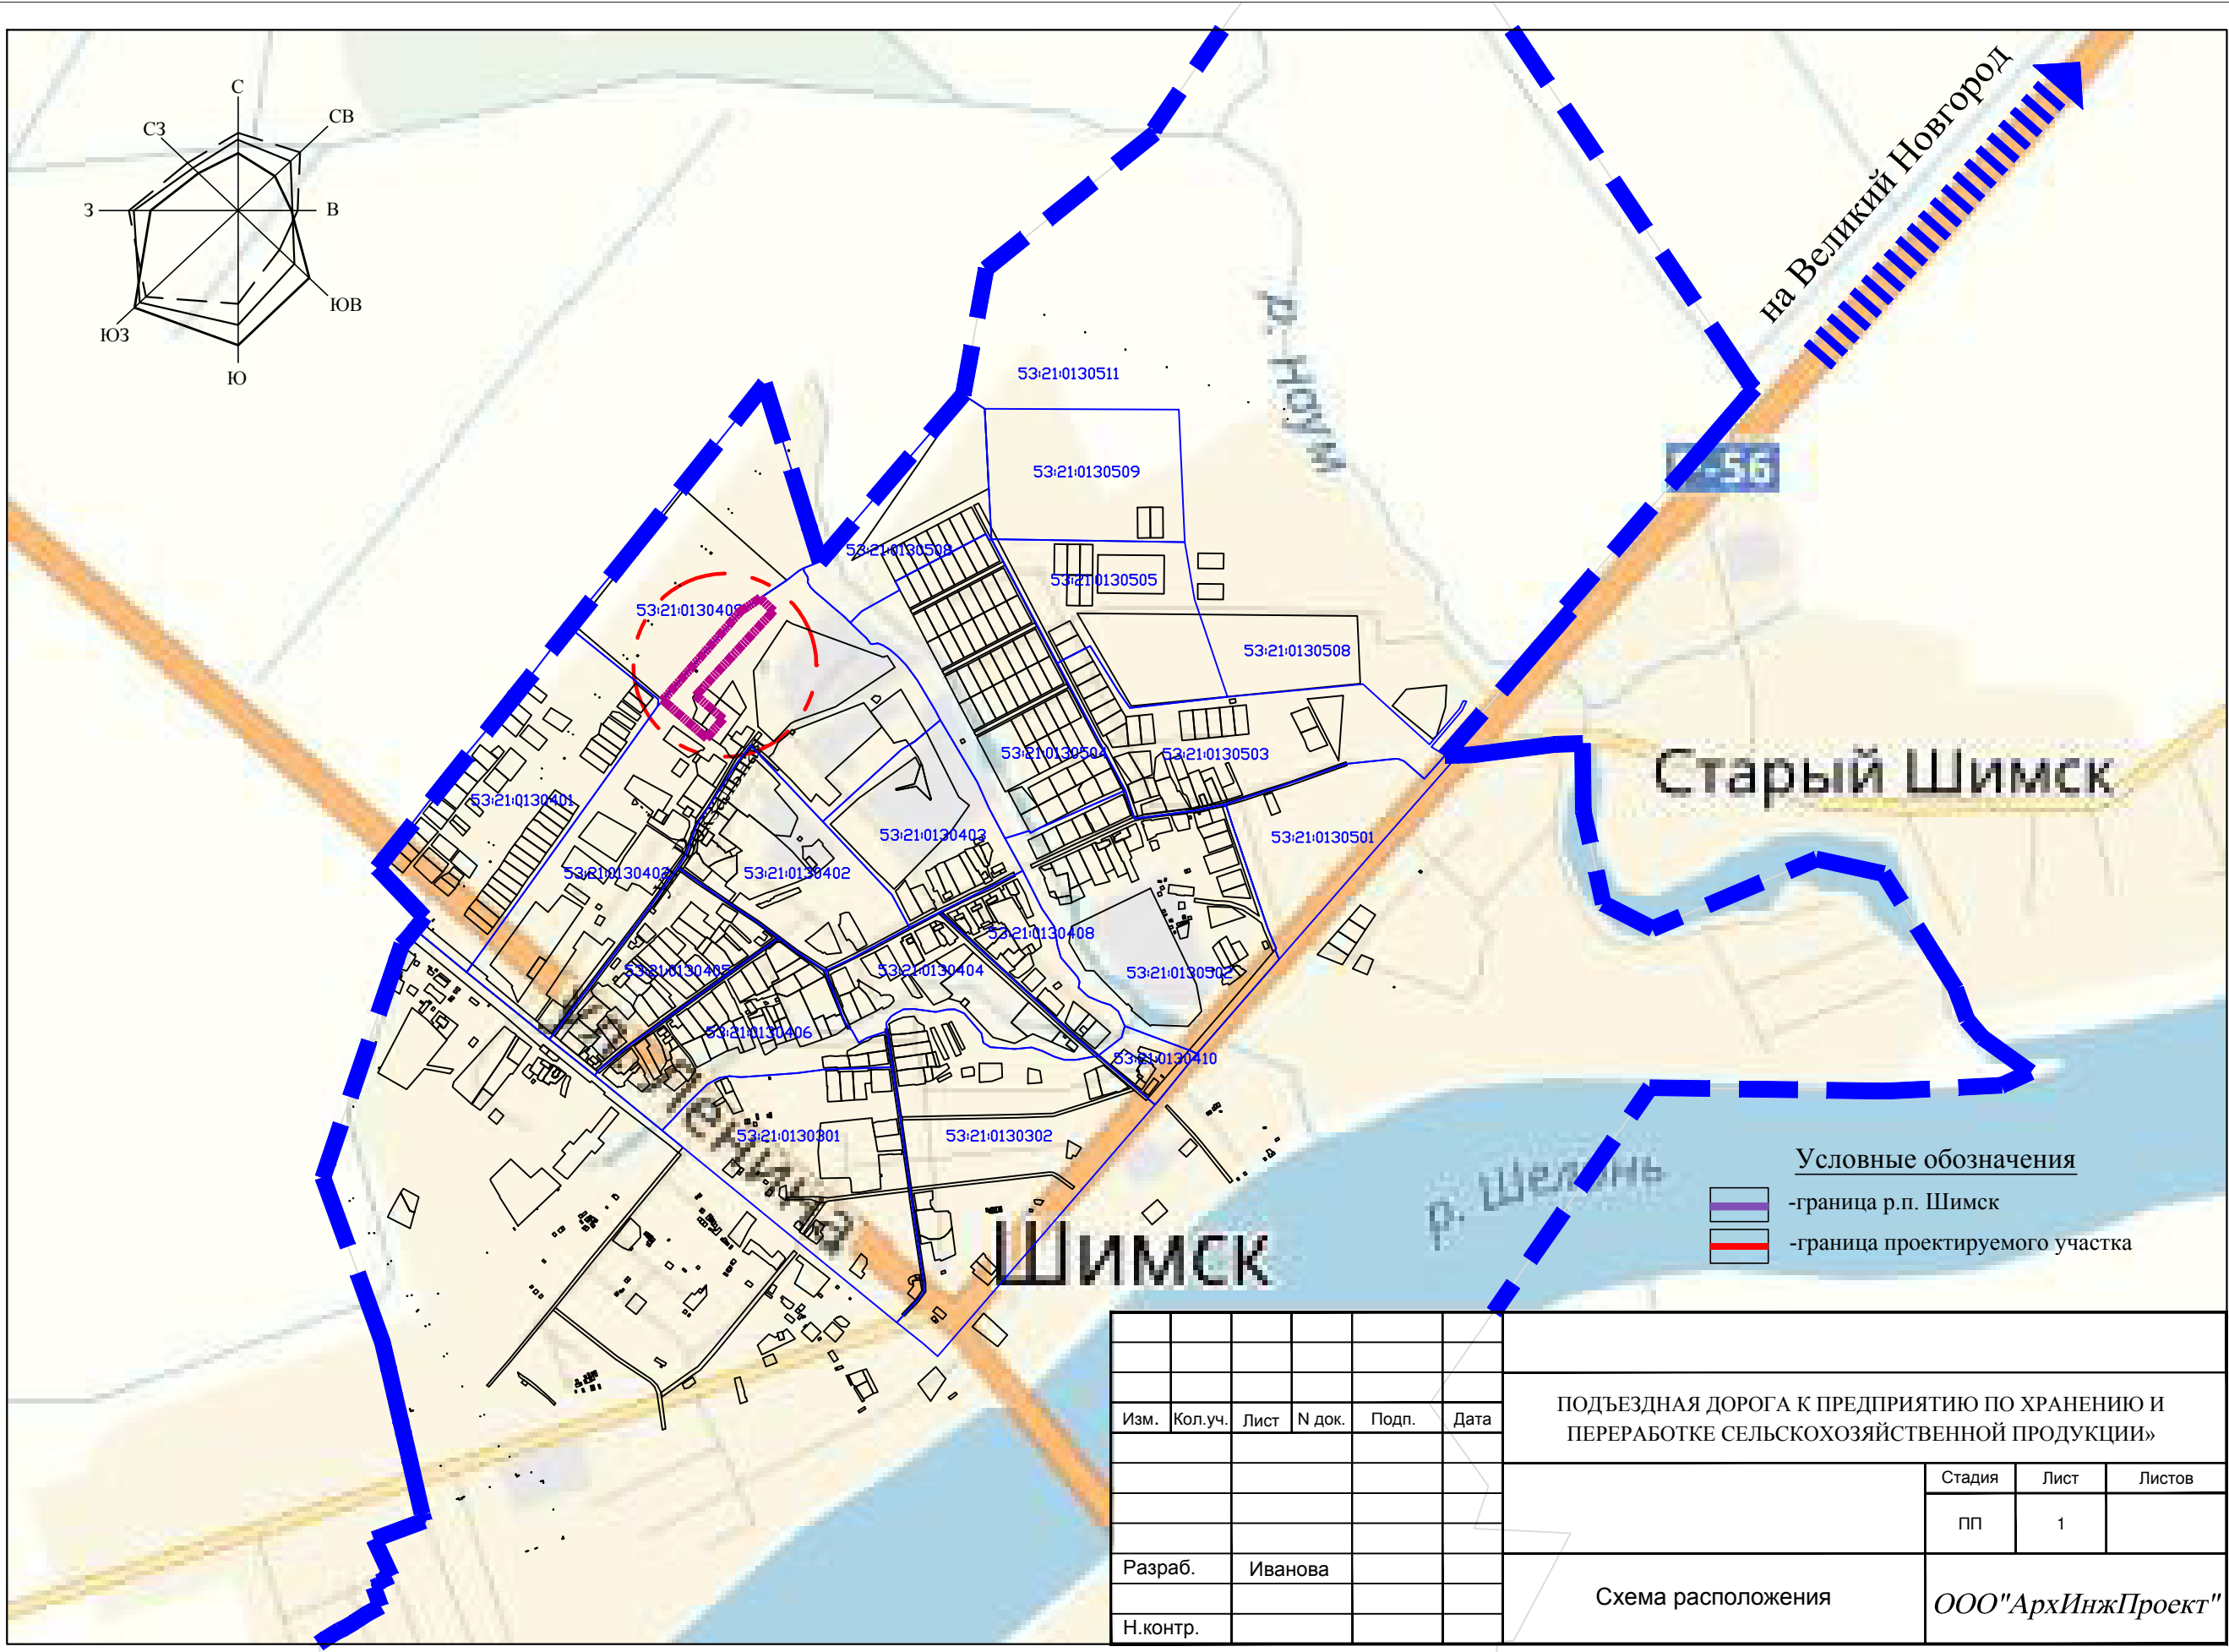 С
СЗ
СВ
З
В
ЮЗ
ЮВ
Ю
на Великий Новгород
р. Ноум
53:21:0130511
53:21:0130509
53:21:0130508
53:21:0130505
53:21:0130409
53:21:0130508
53:21:0130504
53:21:0130503
Старый Шимск
53:21:0130401
53:21:0130403
53:21:0130501
53:21:0130402
53:21:0130402
53:21:0130408
53:21:0130405
53:21:0130404
53:21:0130502
53:21:0130406
53:21:0130410
ул. Ленина
53:21:0130301
53:21:0130302
р. Шелонь
Шимск
Условные обозначения
-граница р.п. Шимск
-граница проектируемого участка
Изм. Кол.уч. Лист N док. Подп. Дата
ПОДЪЕЗДНАЯ ДОРОГА К ПРЕДПРИЯТИЮ ПО ХРАНЕНИЮ И
ПЕРЕРАБОТКЕ СЕЛЬСКОХОЗЯЙСТВЕННОЙ ПРОДУКЦИИ»
Стадия Лист Листов
ПП 1
Разраб. Иванова
Н.контр.
Схема расположения
ООО"АрхИнжПроект"